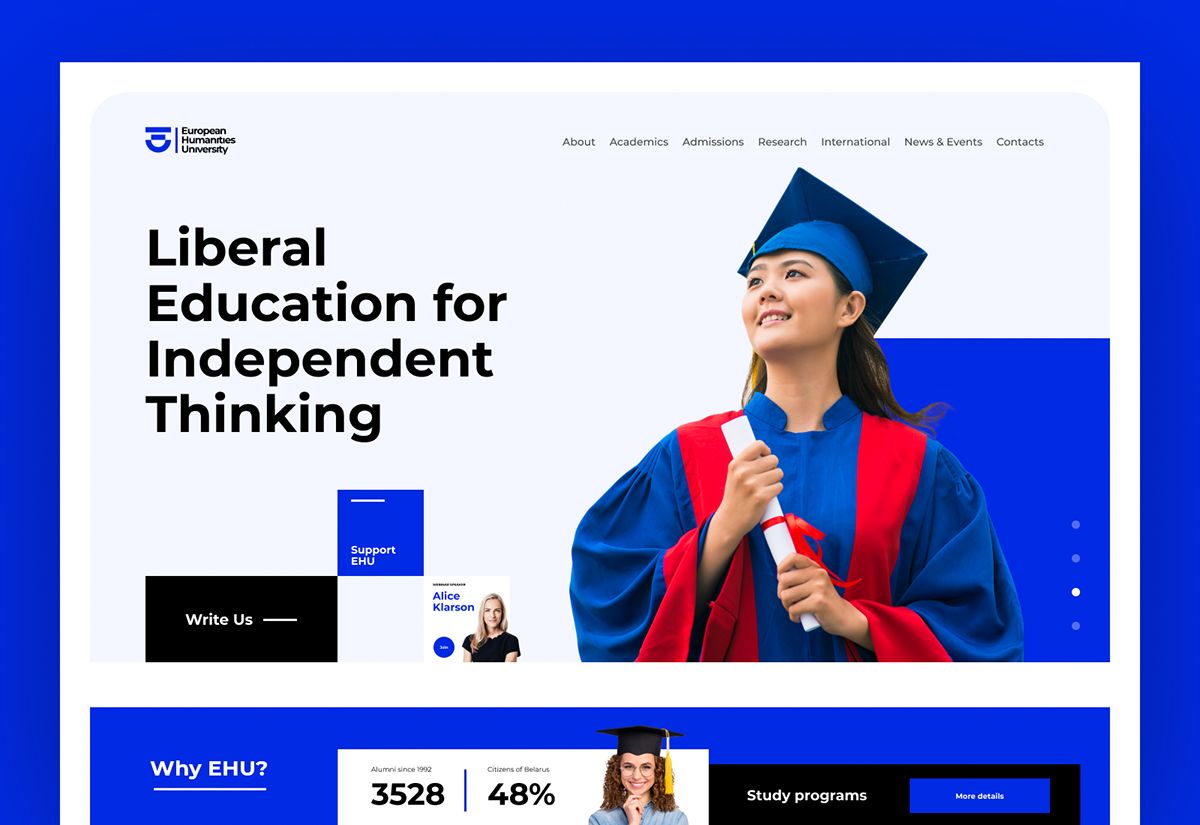 European
Humanities
University
About Academics Admissions Research International News & Events Contacts
Liberal
Education for
Independent
Thinking
Support
EHU
Write Us
WEBINAR SPEAKER
Alice
Klarson
Join
Why EHU?
Alumni since 1992
3528
Citizens of Belarus
48%
Study programs
More details